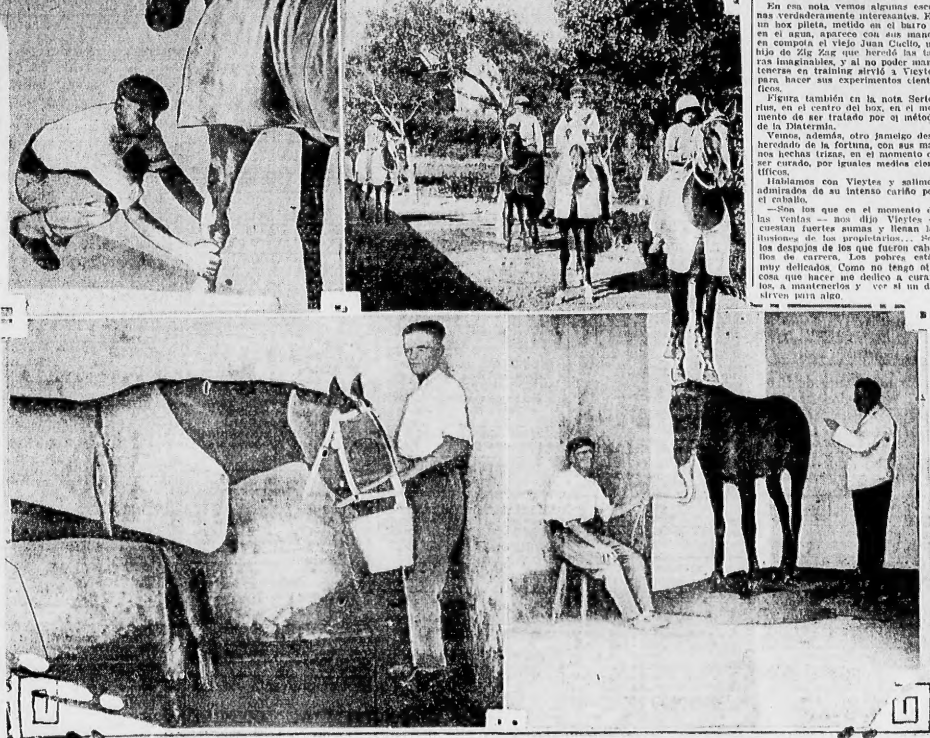 En esa nota vemos algunas esce
nas verdaderamente interesantes. E
un box pileta, metido en el barro
en el agua, aparece con sus mano
en compota el viejo Juan Cuello, u
hijo de Zig Zag que heredó las ta
ras imaginables, y al no poder man
tenerse en training sirvió a Vieyte
para hacer sus experimentos cientí
ficos.
Figura también en la nota Serto
rius, en el centro del box, en el mo
mento de ser tratado por el métod
de la Diatermia.
Vemos, además, otro jamelgo des
heredado de la fortuna, con sus ma
nos hechas trizas, en el momento d
ser curado, por iguales medios cien
tíficos.
Hablamos con Vieytes y salimo
admirados de su intenso cariño po
el caballo.
—Son los que en el momento d
las ventas — nos dijo Vieytes
cuestan fuertes sumas y llenan la
ilusiones de los propietarios... So
los despojos de los que fueron caba
llos de carrera. Los pobres está
muy delicados. Como no tengo otr
cosa que hacer me dedico a curar
los, a mantenerlos y ver si un d
sirven para algo.